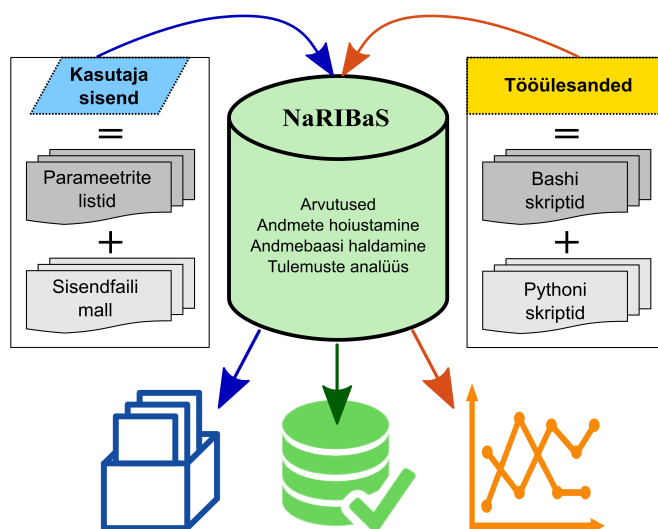 Kasutaja
sisend
=
Parameetrite
listid
+
Sisendfaili
mall
NaRIBaS
Arvutused
Andmete hoiustamine
Andmebaasi haldamine
Tulemuste analüüs
Tööülesanded
=
Bashi
skriptid
+
Pythoni
skriptid